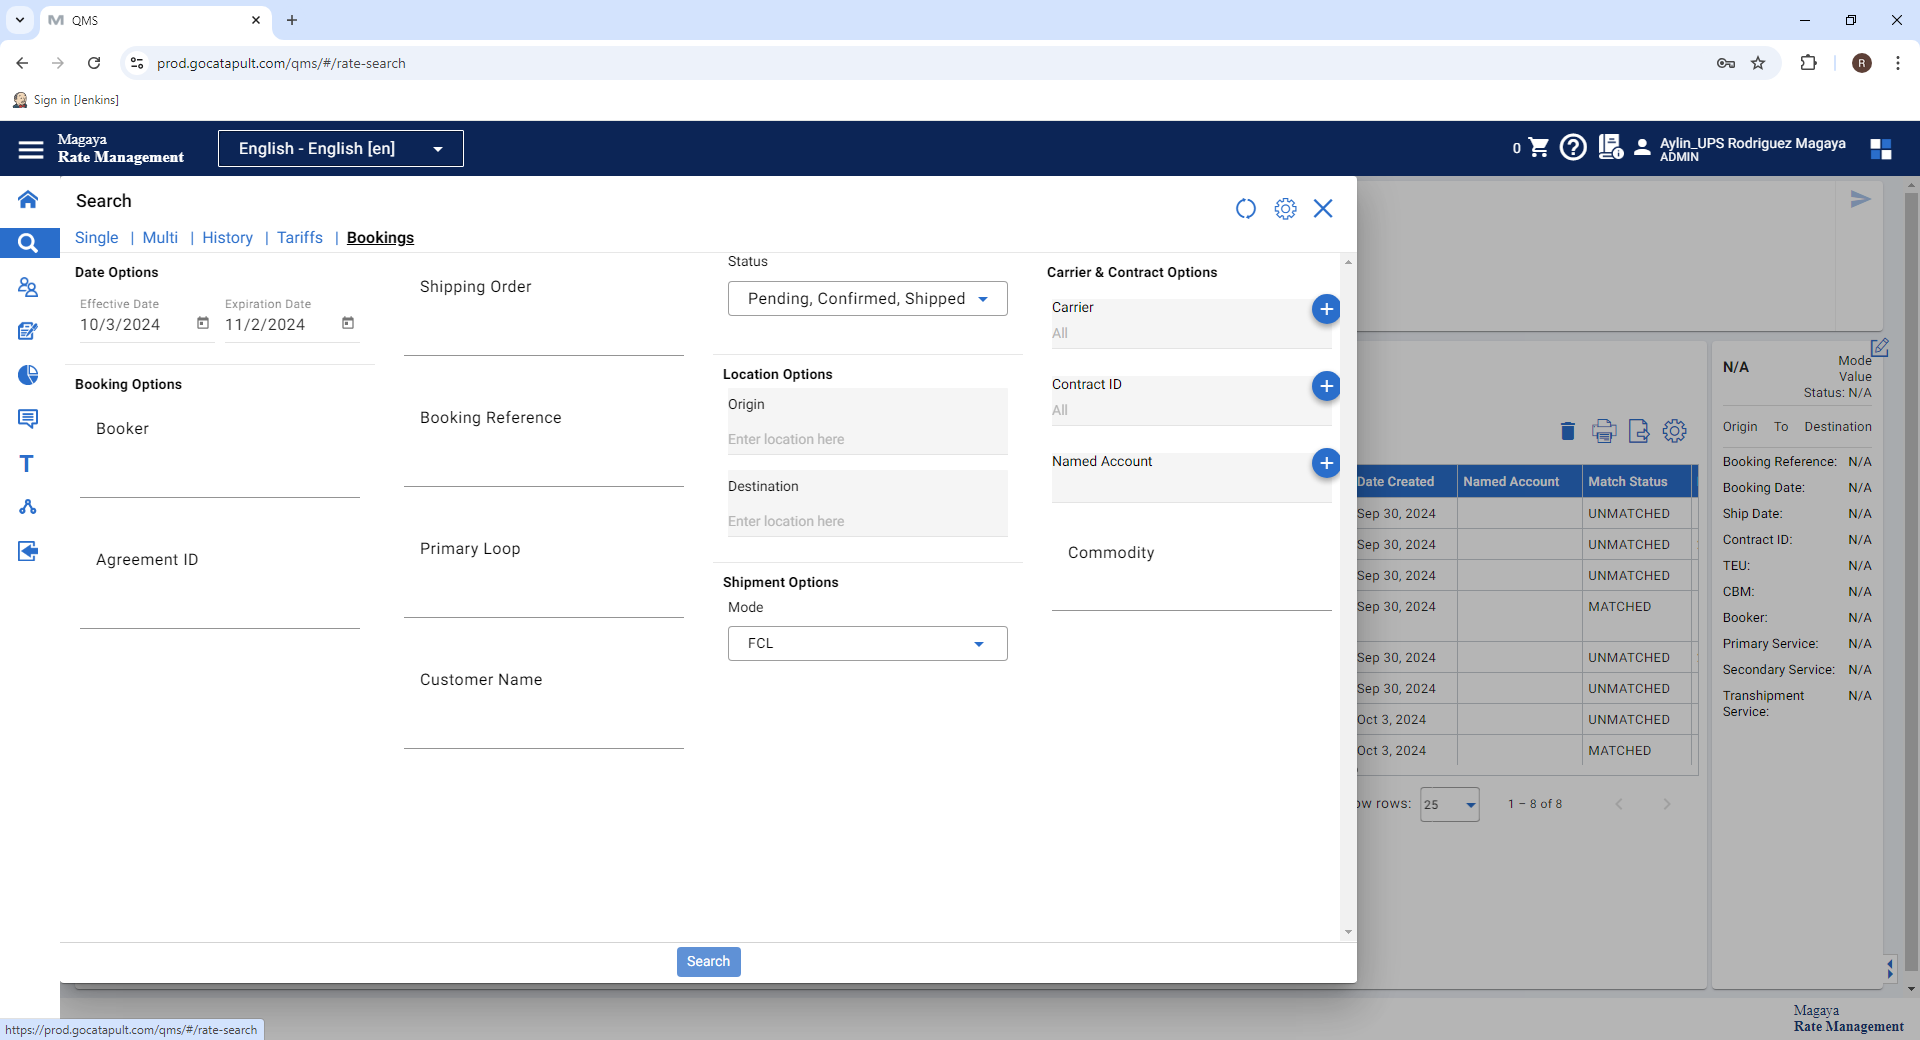 QMS
prod.gocatapult.com/qms/#/rate-search
R
Sign in [Jenkins]
Magaya
Rate Management
English - English [en]
0
Aylin_UPS Rodriguez Magaya
ADMIN
Search
Single | Multi | History | Tariffs | Bookings
Date Options
Effective Date
10/3/2024
Expiration Date
11/2/2024
Booking Options
Booker
Agreement ID
Shipping Order
Booking Reference
Primary Loop
Customer Name
Status
Pending, Confirmed, Shipped
Location Options
Origin
Enter location here
Destination
Enter location here
Shipment Options
Mode
FCL
Carrier & Contract Options
Carrier
All
Contract ID
All
Named Account
Commodity
Search
Date Created Named Account Match Status
Sep 30, 2024 UNMATCHED
Sep 30, 2024 UNMATCHED
Sep 30, 2024 UNMATCHED
Sep 30, 2024 MATCHED
Sep 30, 2024 UNMATCHED
Sep 30, 2024 UNMATCHED
Oct 3, 2024 UNMATCHED
Oct 3, 2024 MATCHED
rows: 25 1 – 8 of 8
N/A
Mode
Value
Status: N/A
Origin To Destination
Booking Reference: N/A
Booking Date: N/A
Ship Date: N/A
Contract ID: N/A
TEU: N/A
CBM: N/A
Booker: N/A
Primary Service: N/A
Secondary Service: N/A
Transhipment Service: N/A
Magaya
Rate Management
https://prod.gocatapult.com/qms/#/rate-search